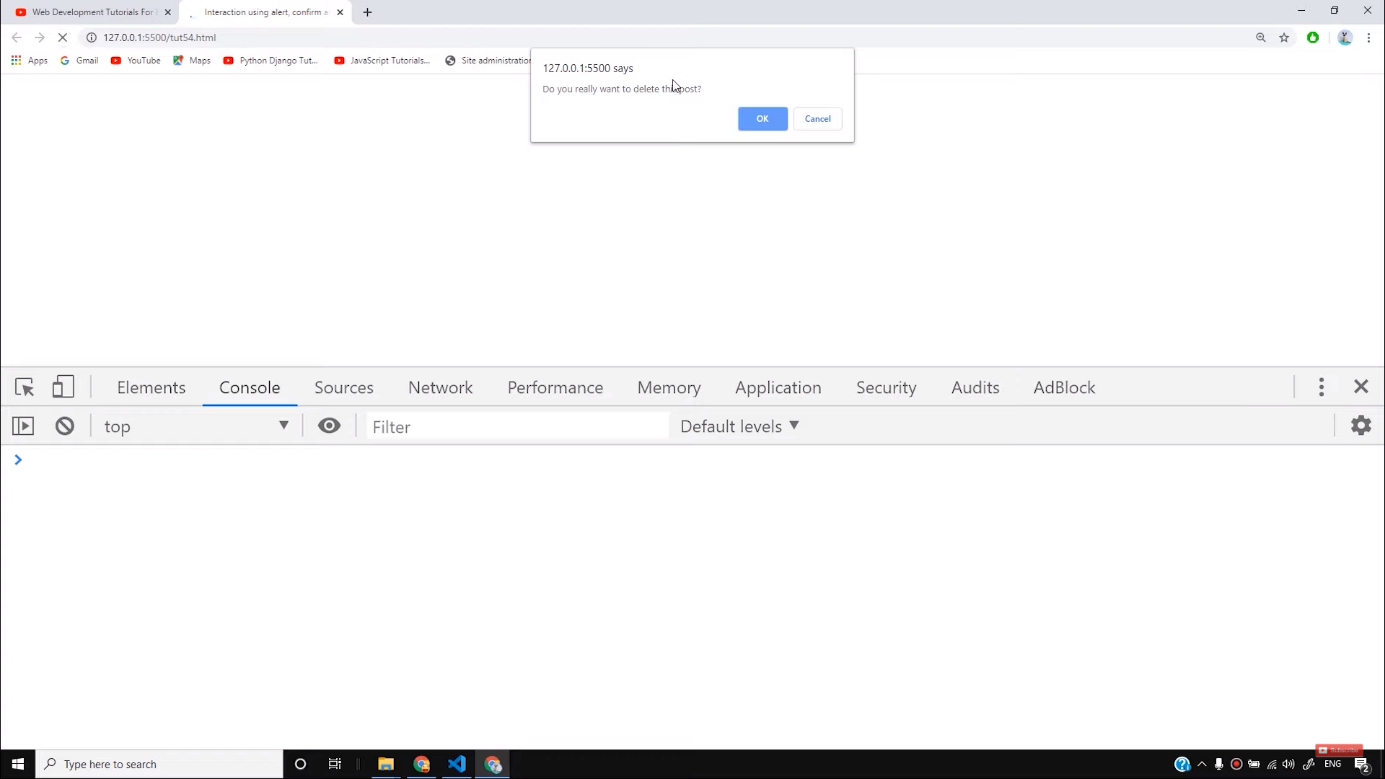 Web Development Tutorials For
Interaction using alert, confirm a
127.0.0.1:5500/tut54.html
Apps
Gmail
YouTube
Maps
Python Django Tut...
JavaScript Tutorials...
Site administration
127.0.0.1:5500 says
Do you really want to delete this post?
OK
Cancel
Elements
Console
Sources
Network
Performance
Memory
Application
Security
Audits
AdBlock
top
Filter
Default levels
Type here to search
Subscribe
ENG
2